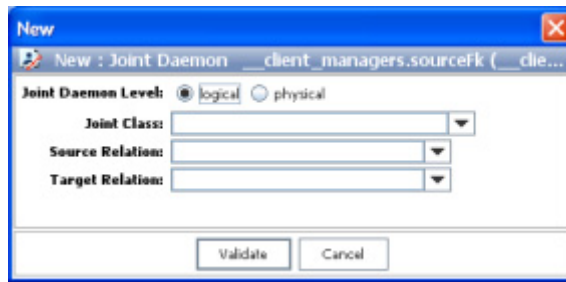 New
New : Joint Daemon __client_managers.sourceFk (__clie...
Joint Daemon Level: logical physical
Joint Class:
Source Relation:
Target Relation:
Validate Cancel